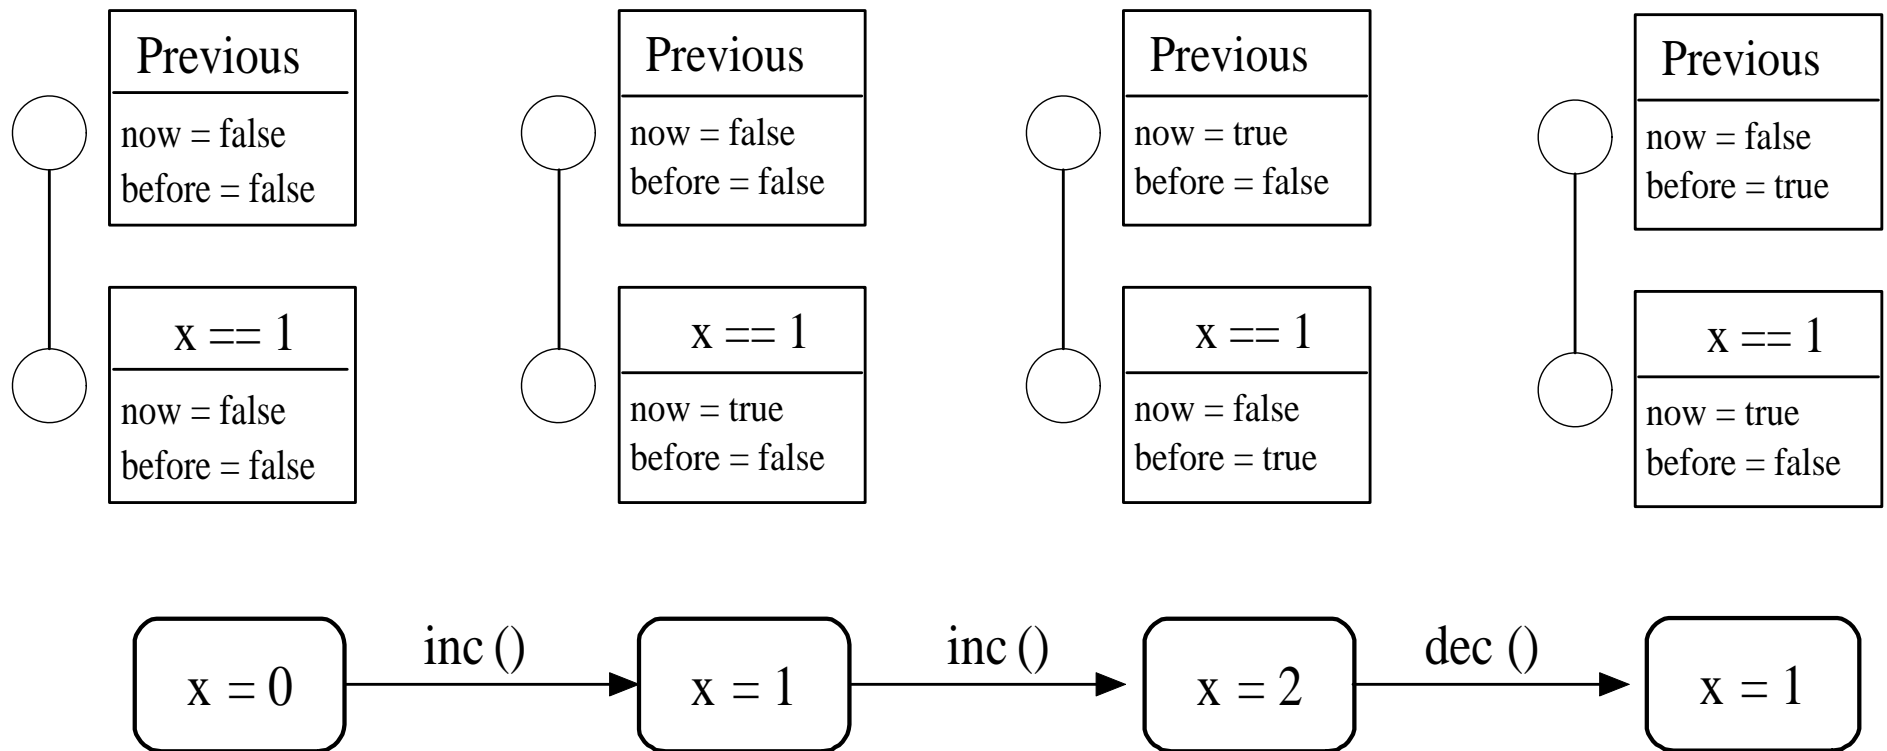 Previous
now = false
before = false
x == 1
now = false
before = false
Previous
now = false
before = false
x == 1
now = true
before = false
Previous
now = true
before = false
x == 1
now = false
before = true
Previous
now = false
before = true
x == 1
now = true
before = false
x = 0
inc ()
x = 1
inc ()
x = 2
dec ()
x = 1